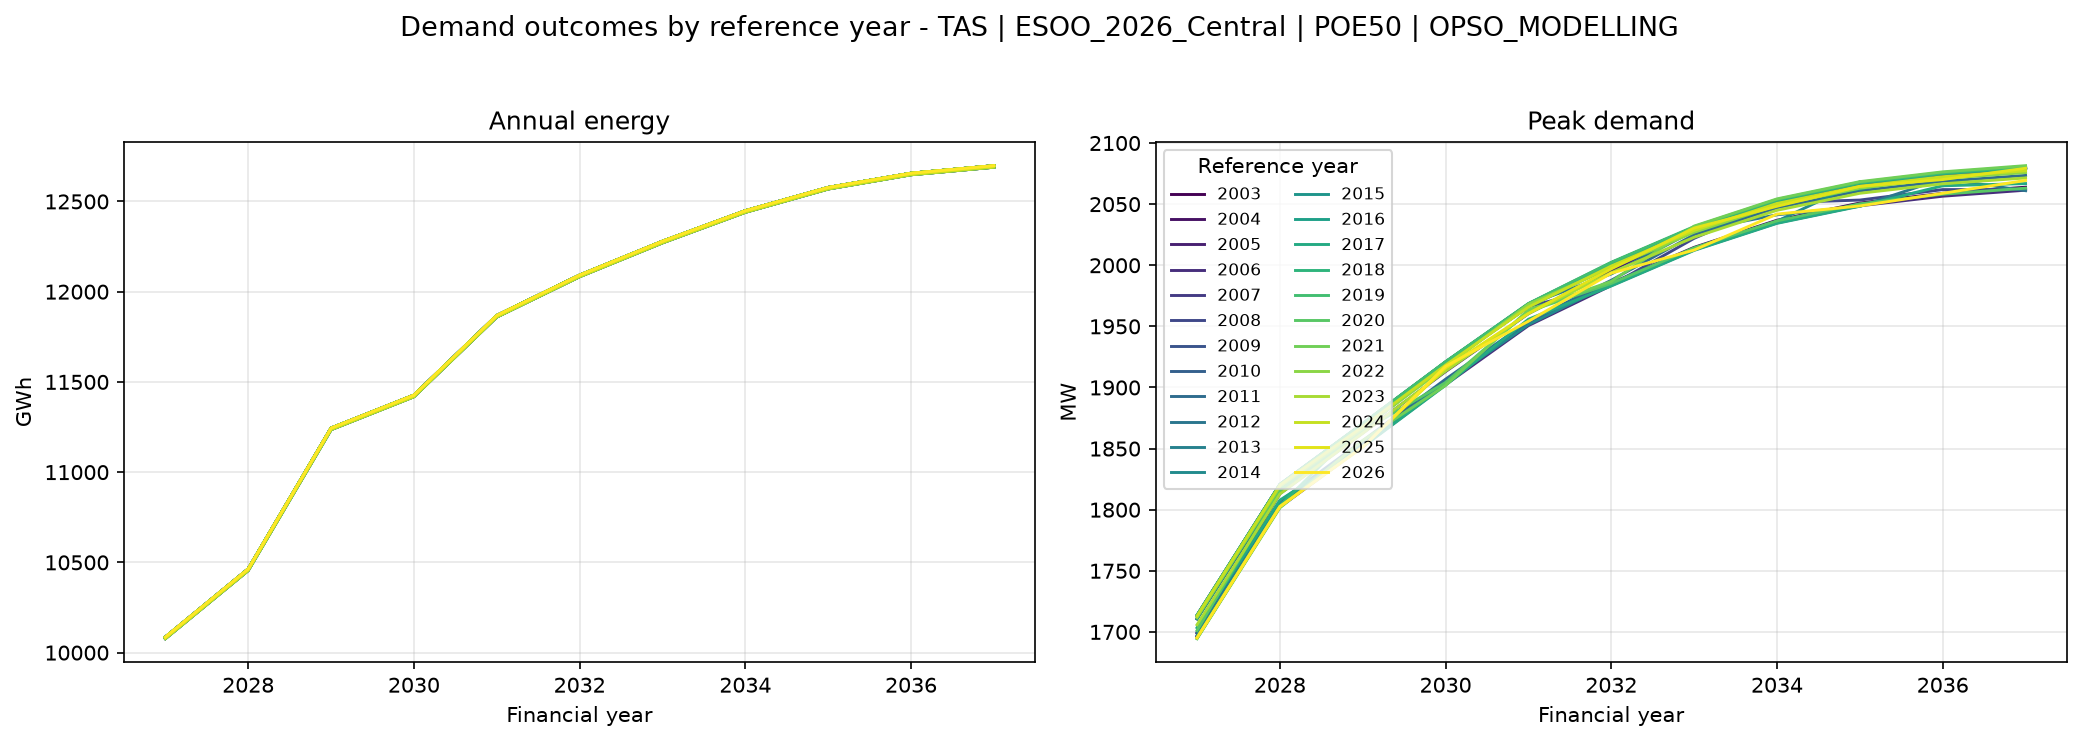 Demand outcomes by reference year - TAS | ESOO_2026_Central | POE50 | OPSO_MODELLING
Annual energy
GWh
12500
12000
11500
11000
10500
10000
2028 2030 2032 2034 2036
Financial year
Peak demand
MW
2100
2050
2000
1950
1900
1850
1800
1750
1700
Reference year
2003 2015
2004 2016
2005 2017
2006 2018
2007 2019
2008 2020
2009 2021
2010 2022
2011 2023
2012 2024
2013 2025
2014 2026
2028 2030 2032 2034 2036
Financial year